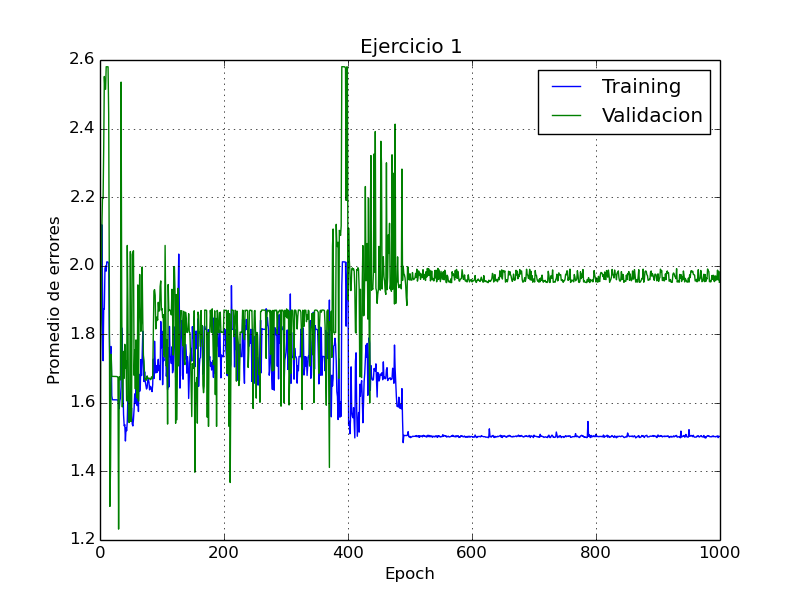 Ejercicio 1
2.6
2.4
2.2
2.0
1.8
1.6
1.4
1.2
Promedio de errores
Training
Validacion
0 200 400 600 800 1000
Epoch